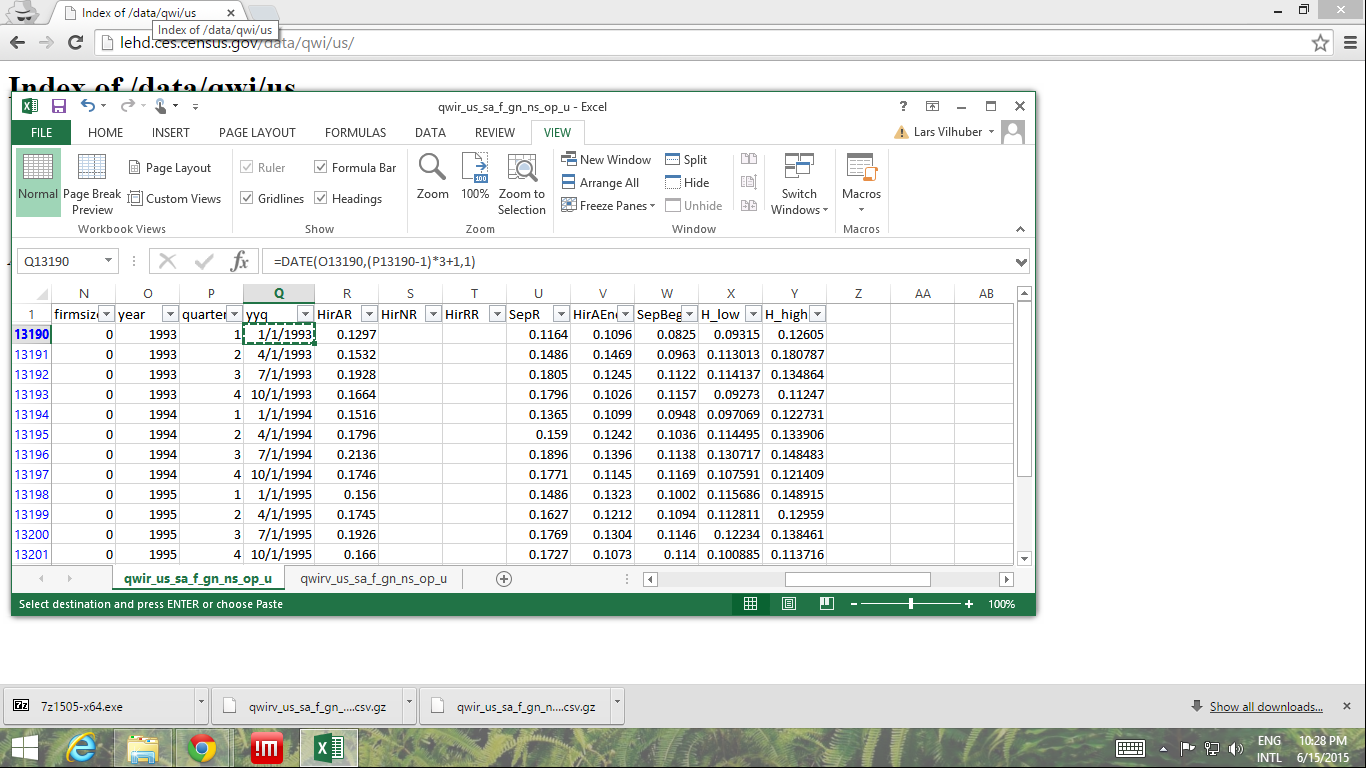 Index of /data/qwi/us
Index of /data/qwi/us
lehd.ces.census.gov/data/qwi/us/
Index of /data/qwi/us
qwir_us_sa_f_gn_ns_op_u - Excel
FILE HOME INSERT PAGE LAYOUT FORMULAS DATA REVIEW VIEW Lars Vilhuber
Normal Page Break Preview Page Layout Custom Views
Workbook Views
Ruler Formula Bar
Gridlines Headings
Show
Zoom 100% Zoom to Selection
100
Zoom
New Window Split
Arrange All Hide
Freeze Panes Unhide
Switch Windows
Window
Macros
Macros
Q13190 fx =DATE(O13190,(P13190-1)*3+1,1)
N O P Q R S T U V W X Y Z AA AB
1 firmsize year quarter yyq HirAR HirNR HirRR SepR HirAEn SepBeg H_low H_high
13190 0 1993 1 1/1/1993 0.1297 0.1164 0.1096 0.0825 0.09315 0.12605
13191 0 1993 2 4/1/1993 0.1532 0.1486 0.1469 0.0963 0.113013 0.180787
13192 0 1993 3 7/1/1993 0.1928 0.1805 0.1245 0.1122 0.114137 0.134864
13193 0 1993 4 10/1/1993 0.1664 0.1796 0.1026 0.1157 0.09273 0.11247
13194 0 1994 1 1/1/1994 0.1516 0.1365 0.1099 0.0948 0.097069 0.122731
13195 0 1994 2 4/1/1994 0.1796 0.159 0.1242 0.1036 0.114495 0.133906
13196 0 1994 3 7/1/1994 0.2136 0.1896 0.1396 0.1138 0.130717 0.148483
13197 0 1994 4 10/1/1994 0.1746 0.1771 0.1145 0.1169 0.107591 0.121409
13198 0 1995 1 1/1/1995 0.156 0.1486 0.1323 0.1002 0.115686 0.148915
13199 0 1995 2 4/1/1995 0.1745 0.1627 0.1212 0.1094 0.112811 0.12959
13200 0 1995 3 7/1/1995 0.1926 0.1769 0.1304 0.1146 0.12234 0.138461
13201 0 1995 4 10/1/1995 0.166 0.1727 0.1073 0.114 0.100885 0.113716
qwir_us_sa_f_gn_ns_op_u qwirv_us_sa_f_gn_ns_op_u
Select destination and press ENTER or choose Paste 100%
7z 7z1505-x64.exe qwirv_us_sa_f_gn_....csv.gz qwir_us_sa_f_gn_n....csv.gz Show all downloads...
!m
ENG 10:28 PM
INTL 6/15/2015